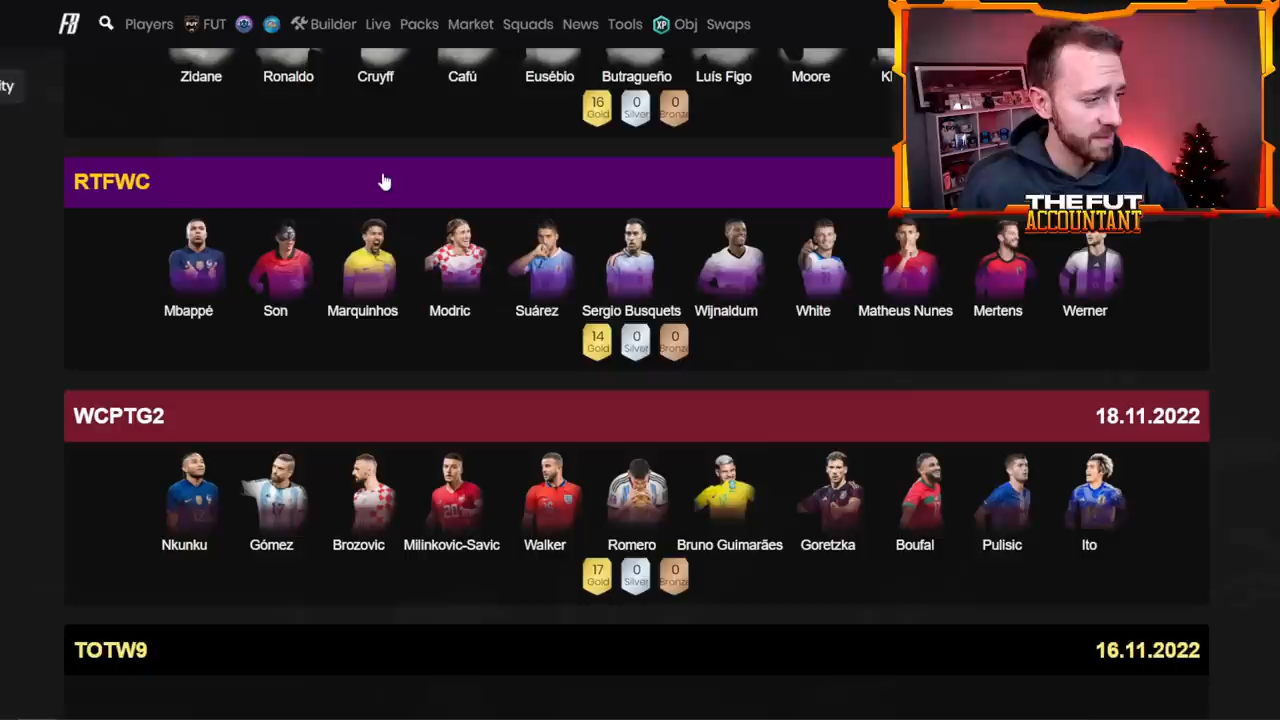 FB Players FUT Builder Live Packs Market Squads News Tools XP Obj Swaps
ity
Zidane Ronaldo Cruyff Cafú Eusébio Butragueño Luís Figo Moore
16 Gold 0 Silver 0 Bronze
THE FUT
ACCOUNTANT
RTFWC
Mbappé Son Marquinhos Modric Suárez Sergio Busquets Wijnaldum White Matheus Nunes Mertens Werner
14 Gold 0 Silver 0 Bronze
WCPTG2 18.11.2022
Nkunku Gómez Brozovic Milinkovic-Savic Walker Romero Bruno Guimarães Goretzka Boufal Pulisic Ito
17 Gold 0 Silver 0 Bronze
TOTW9 16.11.2022